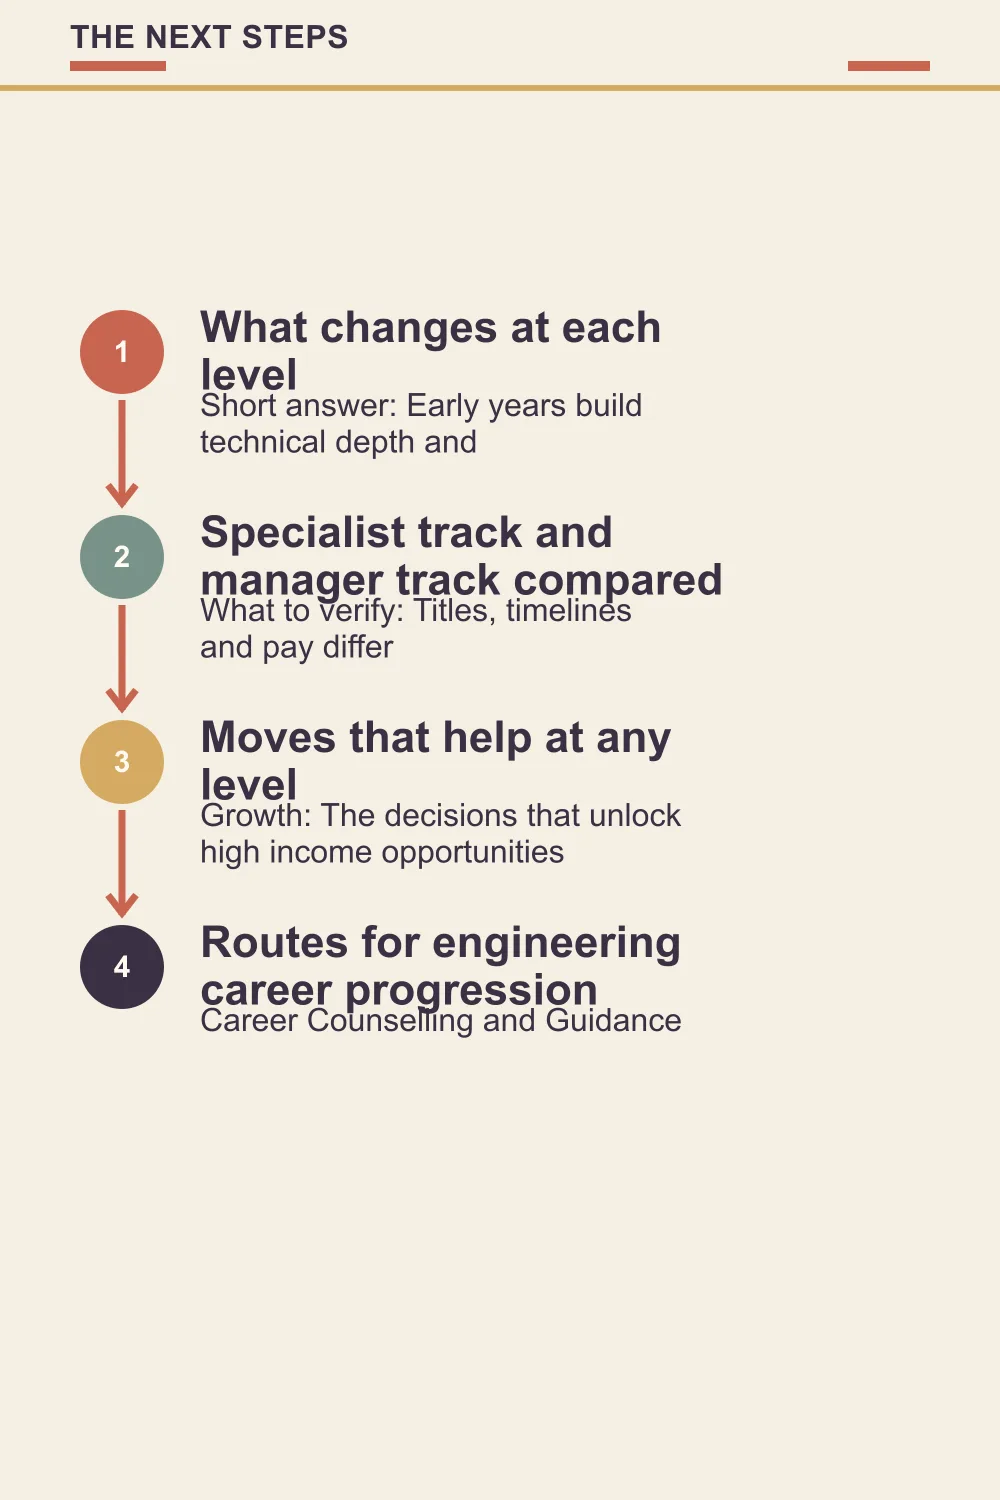 THE NEXT STEPS
1
What changes at each
level
Short answer: Early years build
technical depth and
2
Specialist track and
manager track compared
What to verify: Titles, timelines
and pay differ
3
Moves that help at any
level
Growth: The decisions that unlock
high income opportunities
4
Routes for engineering
career progression
Career Counselling and Guidance